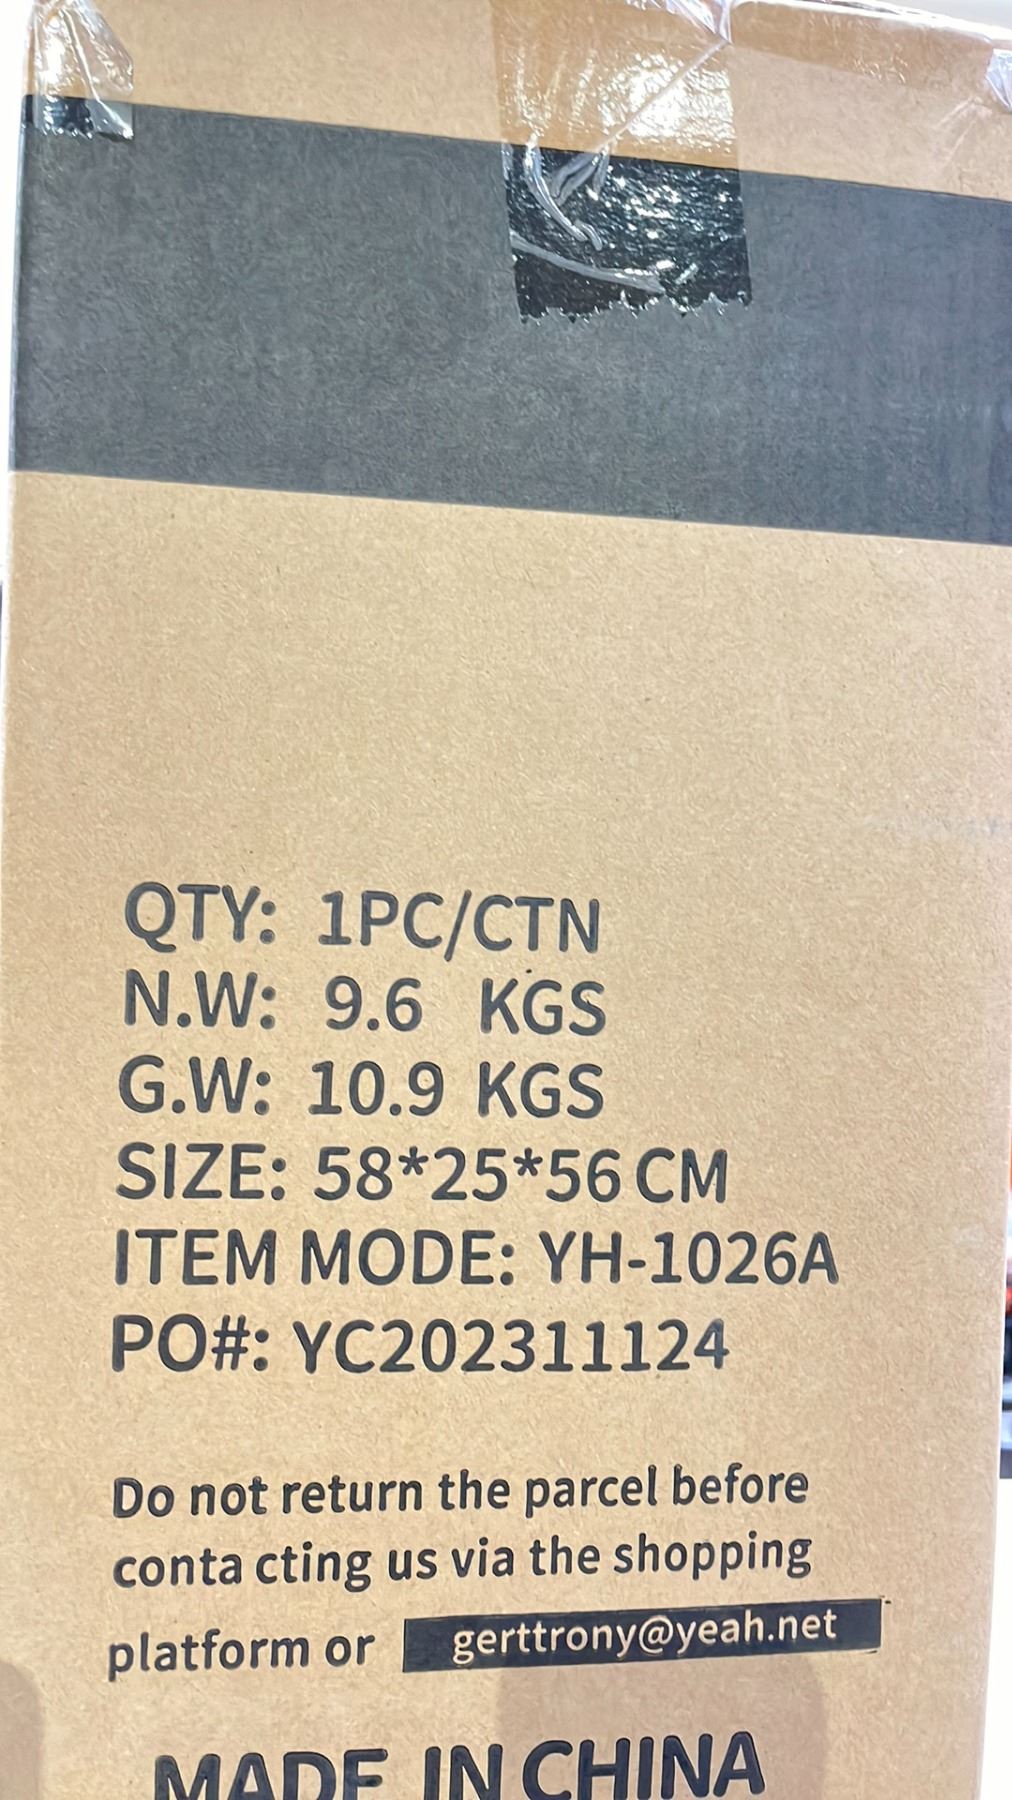 QTY: 1PC/CTN
N.W: 9.6 KGS
G.W: 10.9 KGS
SIZE: 58*25*56 CM
ITEM MODE: YH-1026A
PO#: YC202311124
Do not return the parcel before
conta cting us via the shopping
platform or gerttrony@yeah.net
MADE IN CHINA